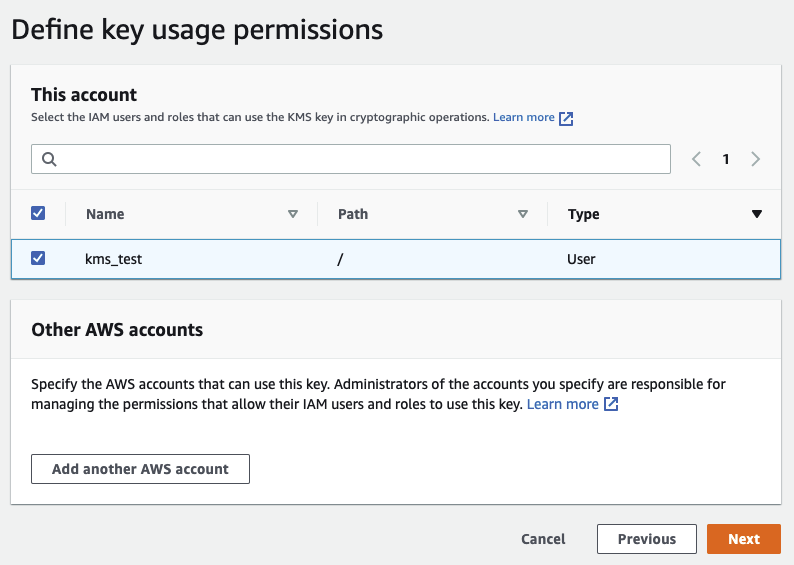 Define key usage permissions
This account
Select the IAM users and roles that can use the KMS key in cryptographic operations. Learn more
1
Name Path Type
kms_test / User
Other AWS accounts
Specify the AWS accounts that can use this key. Administrators of the accounts you specify are responsible for
managing the permissions that allow their IAM users and roles to use this key. Learn more
Add another AWS account
Cancel Previous Next